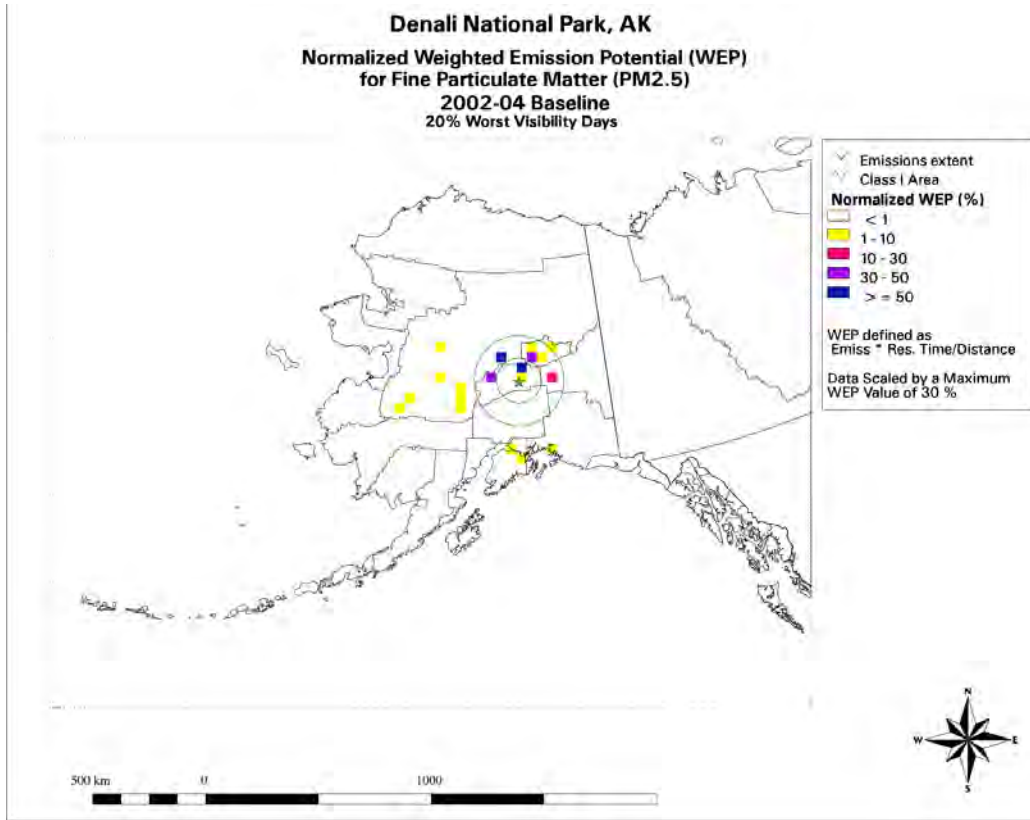 Denali National Park, AK
Normalized Weighted Emission Potential (WEP)
for Fine Particulate Matter (PM2.5)
2002-04 Baseline
20% Worst Visibility Days
Emissions extent
Class I Area
Normalized WEP (%)
< 1
1 - 10
10 - 30
30 - 50
> = 50
WEP defined as
Emiss * Res. Time/Distance
Data Scaled by a Maximum
WEP Value of 30 %
N
W E
S
500 km 0 1000